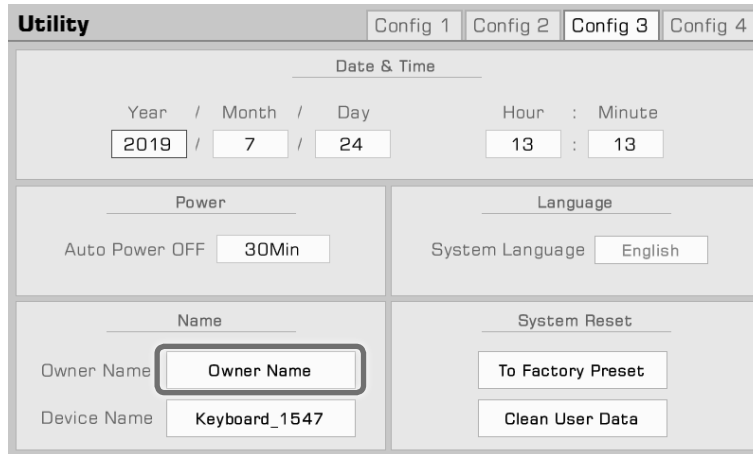 Utility Config 1 Config 2 Config 3 Config 4
Date & Time
Year / Month / Day Hour : Minute
2019 / 7 / 24 13 : 13
Power
Auto Power OFF 30Min
Language
System Language English
Name
Owner Name Owner Name
Device Name Keyboard_1547
System Reset
To Factory Preset
Clean User Data